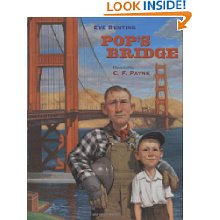 LOOK INSIDE!
EVE BUNTING
POP'S
BRIDGE
Illustrated by
C. F. PAYNE